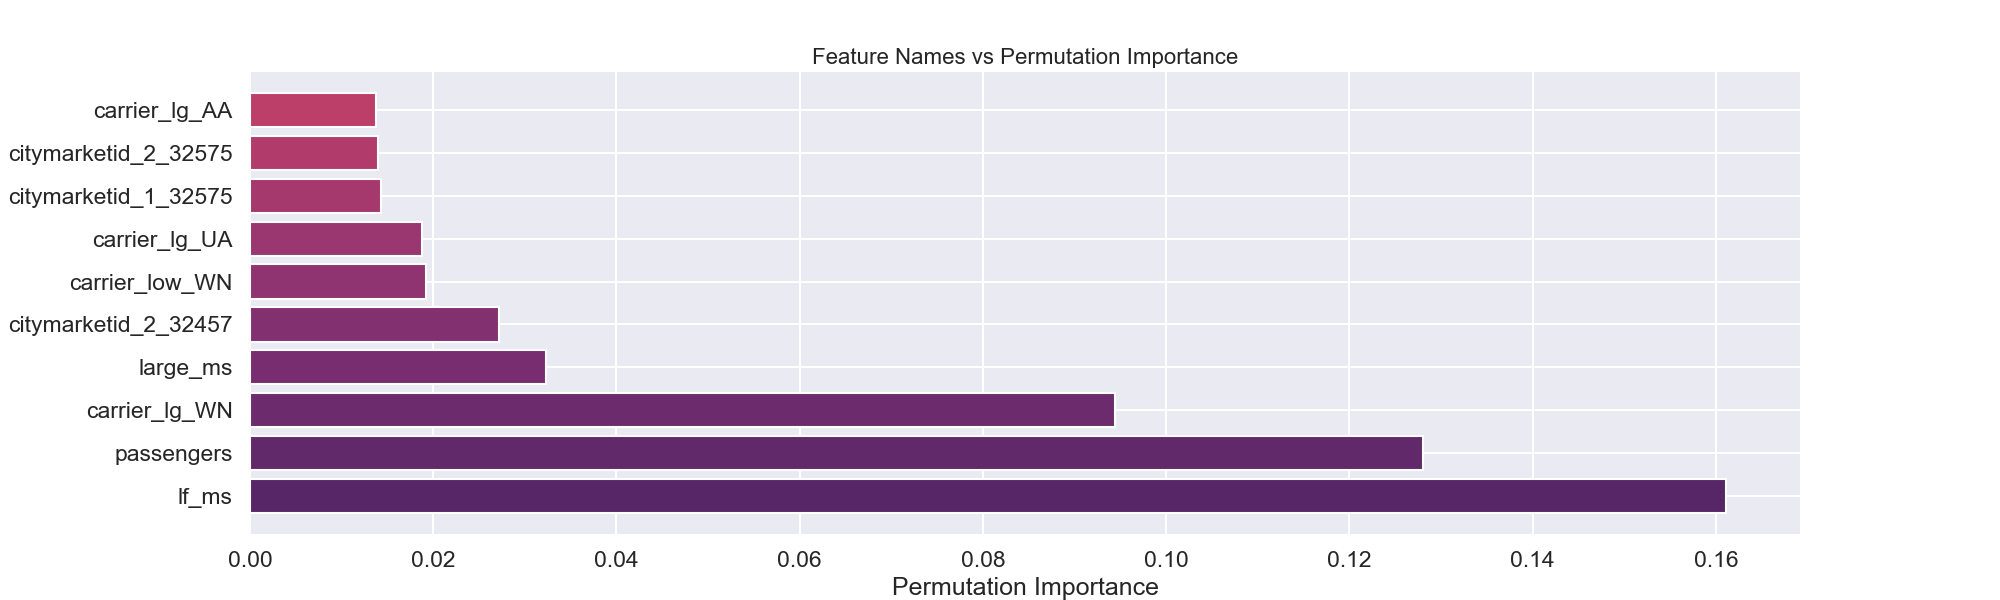 Feature Names vs Permutation Importance
carrier_lg_AA
citymarketid_2_32575
citymarketid_1_32575
carrier_lg_UA
carrier_low_WN
citymarketid_2_32457
large_ms
carrier_lg_WN
passengers
lf_ms
0.00 0.02 0.04 0.06 0.08 0.10 0.12 0.14 0.16
Permutation Importance